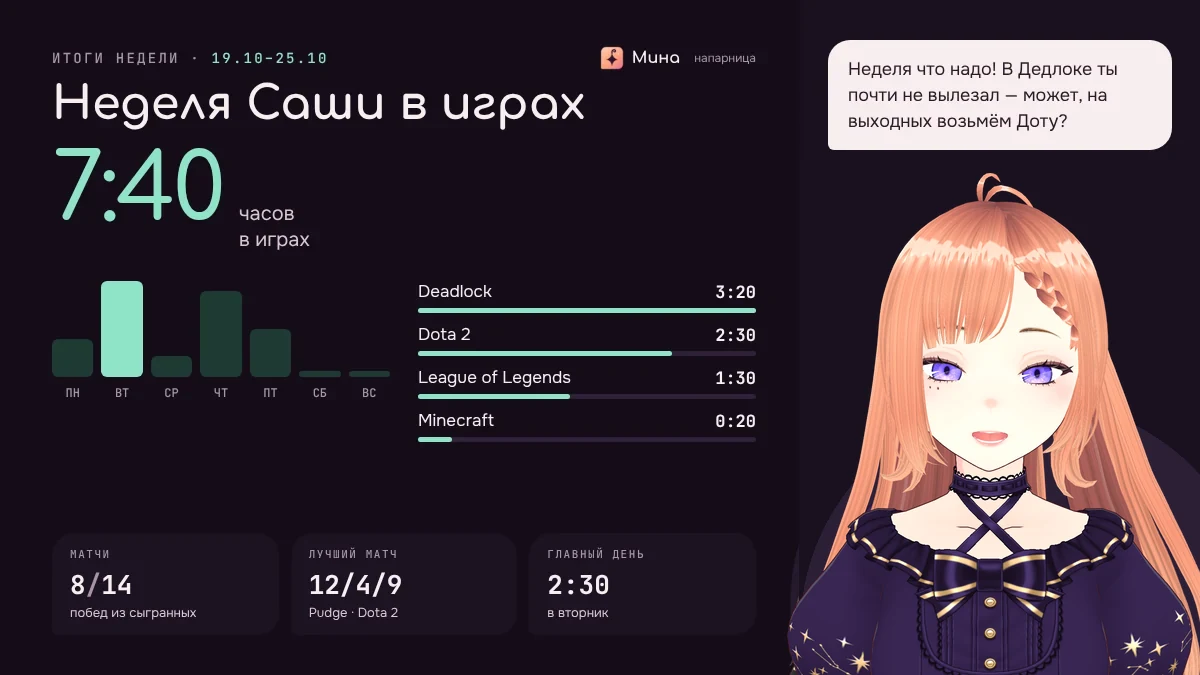 ИТОГИ НЕДЕЛИ · 19.10–25.10
Мина напарница
Неделя Саши в играх
7:40 часов
в играх
ПН ВТ СР ЧТ ПТ СБ ВС
Deadlock 3:20
Dota 2 2:30
League of Legends 1:30
Minecraft 0:20
МАТЧИ
8/14
побед из сыгранных
ЛУЧШИЙ МАТЧ
12/4/9
Pudge · Dota 2
ГЛАВНЫЙ ДЕНЬ
2:30
в вторник
Неделя что надо! В Дедлоке ты
почти не вылезал — может, на
выходных возьмём Доту?